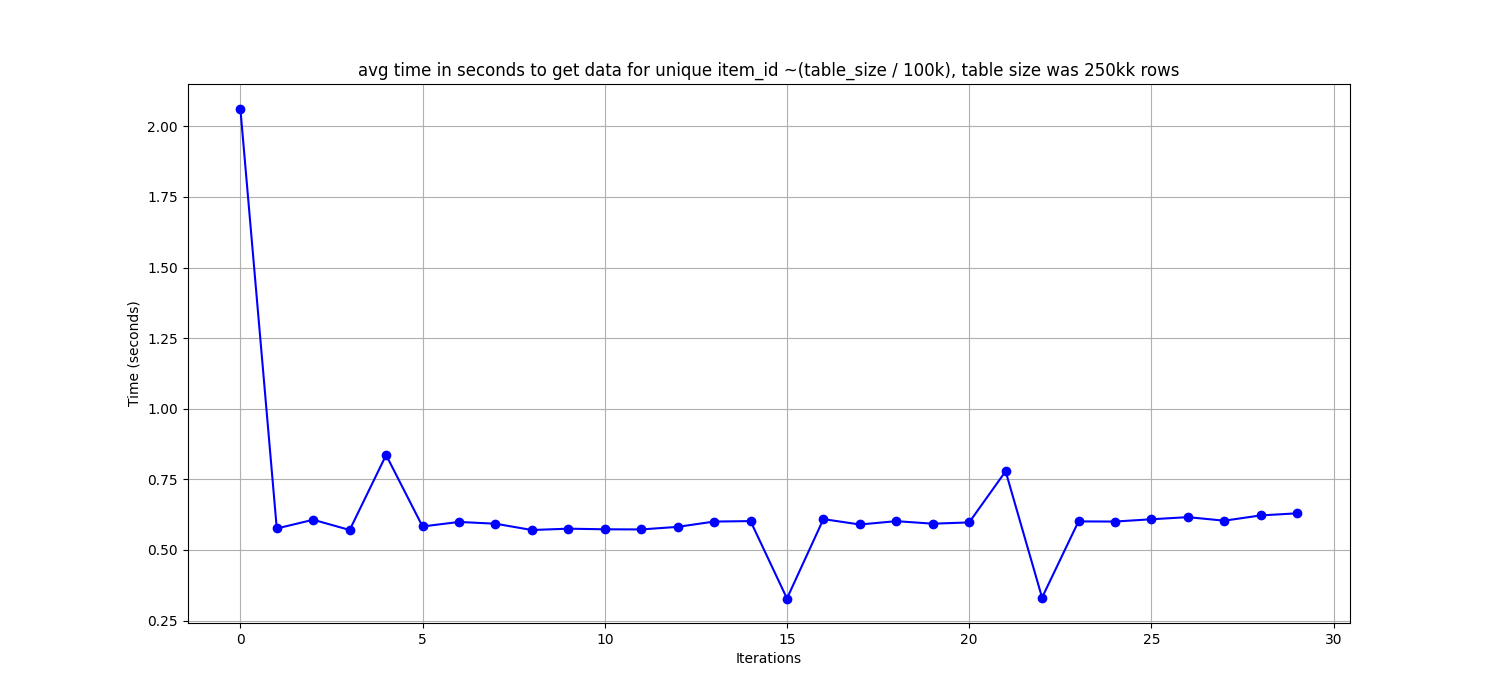 avg time in seconds to get data for unique item_id ~(table_size / 100k), table size was 250kk rows
2.00
1.75
1.50
1.25
1.00
0.75
0.50
0.25
Time (seconds)
0 5 10 15 20 25 30
Iterations